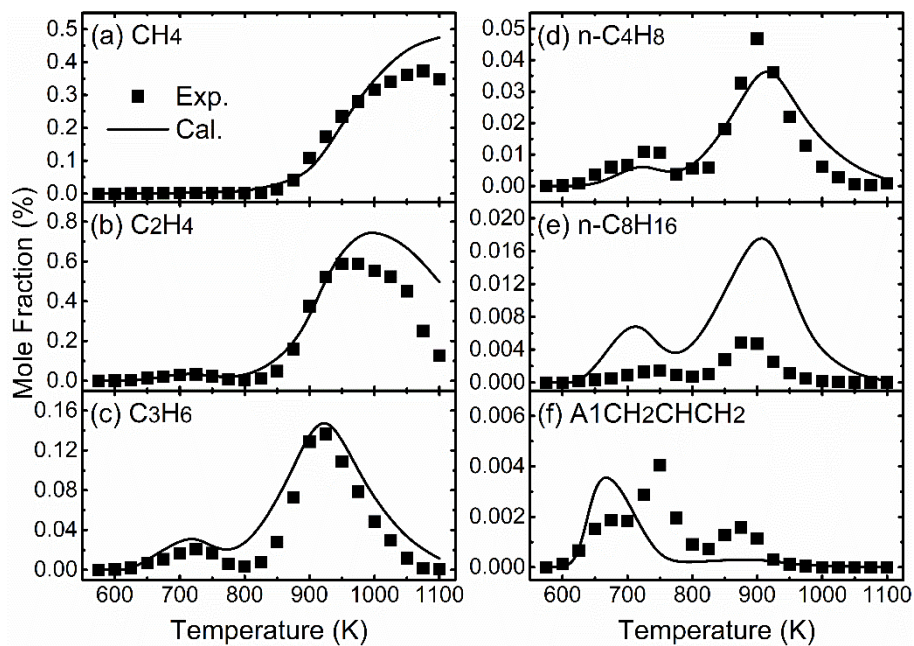 Mole Fraction (%)
(a) CH4
Exp.
Cal.
0.5
0.4
0.3
0.2
0.1
0.0
(b) C2H4
0.8
0.6
0.4
0.2
0.0
(c) C3H6
0.16
0.12
0.08
0.04
0.00
600 700 800 900 1000 1100
Temperature (K)
(d) n-C4H8
0.05
0.04
0.03
0.02
0.01
0.00
(e) n-C8H16
0.020
0.016
0.012
0.008
0.004
0.000
(f) A1CH2CHCH2
0.006
0.004
0.002
0.000
600 700 800 900 1000 1100
Temperature (K)